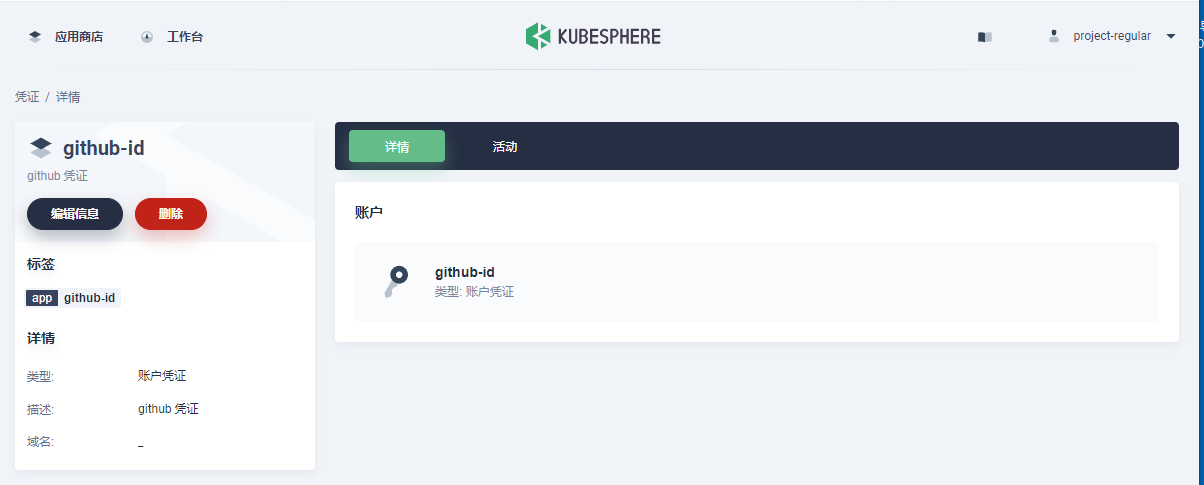 应用商店
工作台
KUBESPHERE
project-regular
凭证 / 详情
github-id
github 凭证
编辑信息
删除
标签
app github-id
详情
类型: 账户凭证
描述: github 凭证
域名: _
详情
活动
账户
github-id
类型: 账户凭证